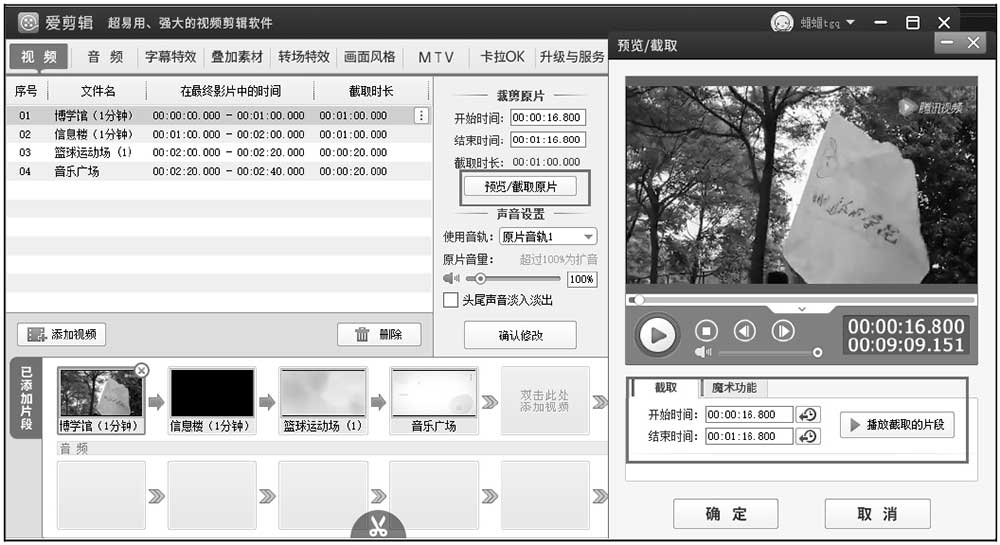 爱剪辑 超易用、强大的视频剪辑软件
蝈蝈tgq
视 频 音 频 字幕特效 叠加素材 转场特效 画面风格 MTV 卡拉OK 升级与服务
序号 文件名 在最终影片中的时间 截取时长
01 博学馆(1分钟) 00:00:00.000 - 00:01:00.000 00:01:00.000
02 信息楼(1分钟) 00:01:00.000 - 00:02:00.000 00:01:00.000
03 篮球运动场 (1) 00:02:00.000 - 00:02:20.000 00:00:20.000
04 音乐广场 00:02:20.000 - 00:02:40.000 00:00:20.000
添加视频
删除
裁剪原片
开始时间: 00:00:16.800
结束时间: 00:01:16.800
截取时长: 00:01:00.000
预览/截取原片
声音设置
使用音轨: 原片音轨1
原片音量: 超过100%为扩音
100%
头尾声音淡入淡出
确认修改
已添加片段
博学馆(1分钟) 信息楼(1分钟) 篮球运动场 (1) 音乐广场
双击此处
添加视频
音 频
预览/截取
腾讯视频
00:00:16.800
00:09:09.151
截取 魔术功能
开始时间: 00:00:16.800
结束时间: 00:01:16.800
播放截取的片段
确 定 取 消